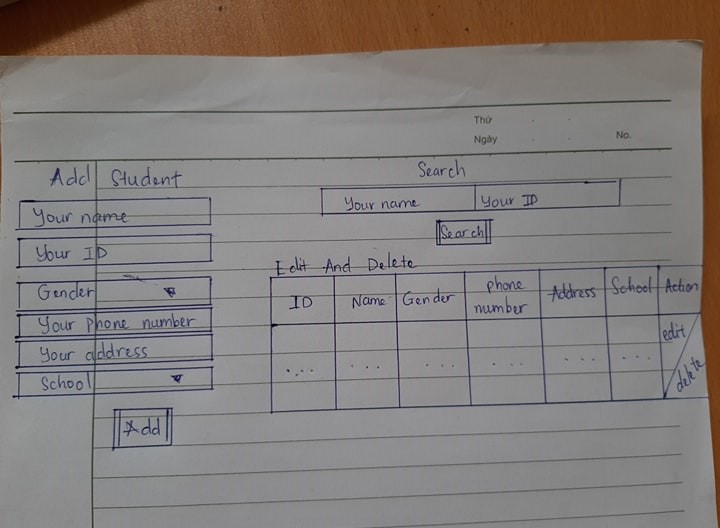 Thứ
Ngày
No.
Add Student
Your name
Your ID
Gender
Your phone number
Your address
School
Add
Search
Your name
Your ID
Search
Edit And Delete
ID Name Gender phone number Address School Action
.... ... ... ... ... ... edit
delete